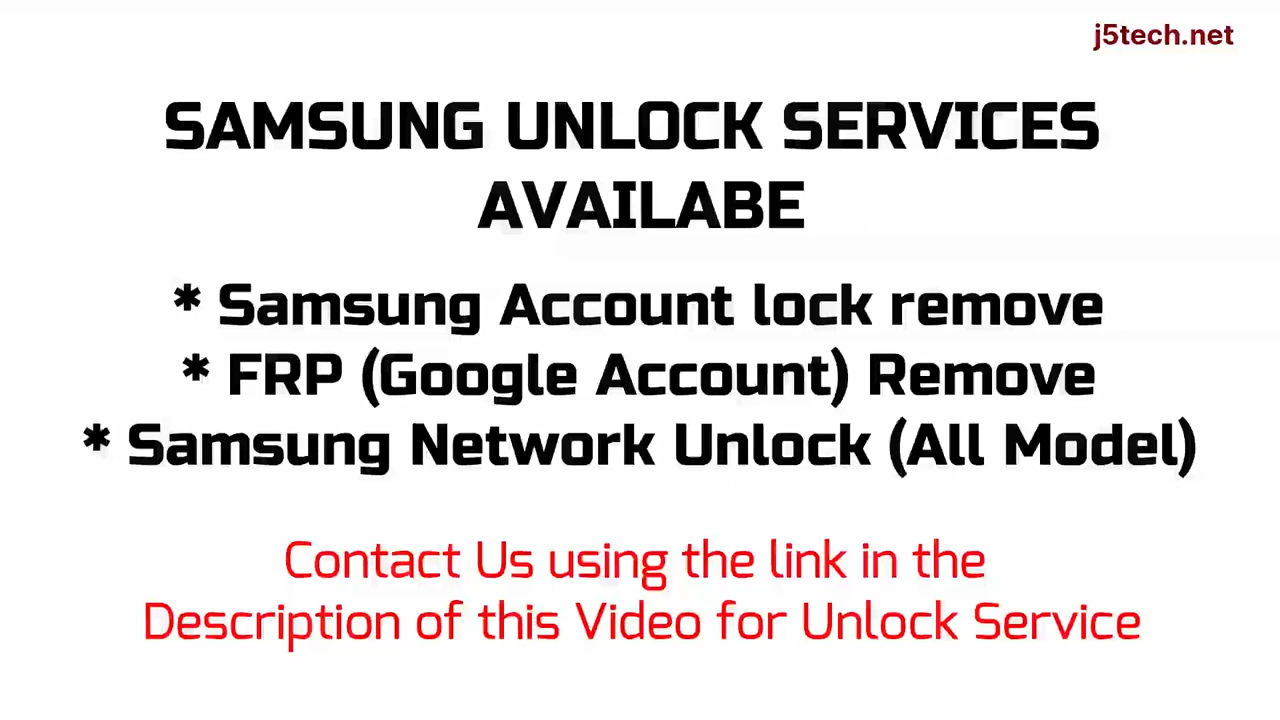 j5tech.net
SAMSUNG UNLOCK SERVICES
AVAILABE
* Samsung Account lock remove
* FRP (Google Account) Remove
* Samsung Network Unlock (All Model)
Contact Us using the link in the
Description of this Video for Unlock Service